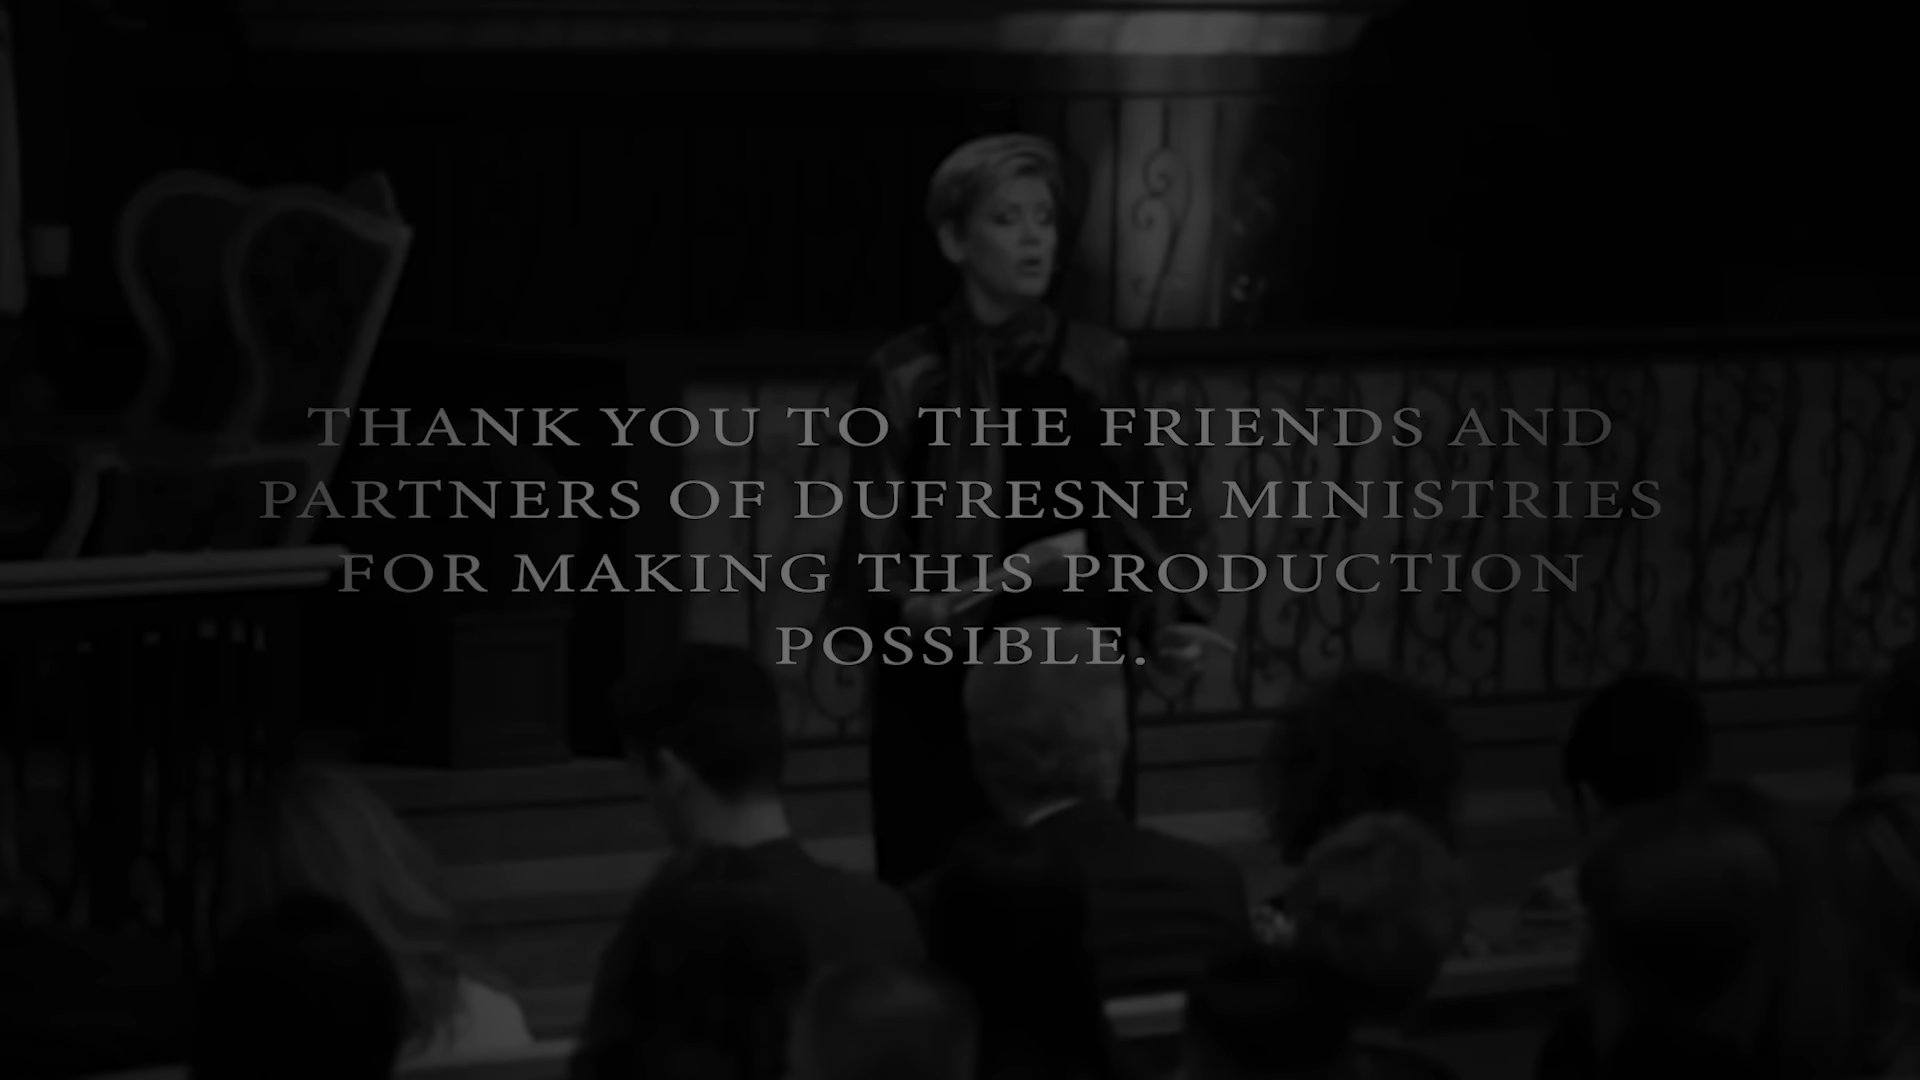 THANK YOU TO THE FRIENDS AND
PARTNERS OF DUFRESNE MINISTRIES
FOR MAKING THIS PRODUCTION
POSSIBLE.